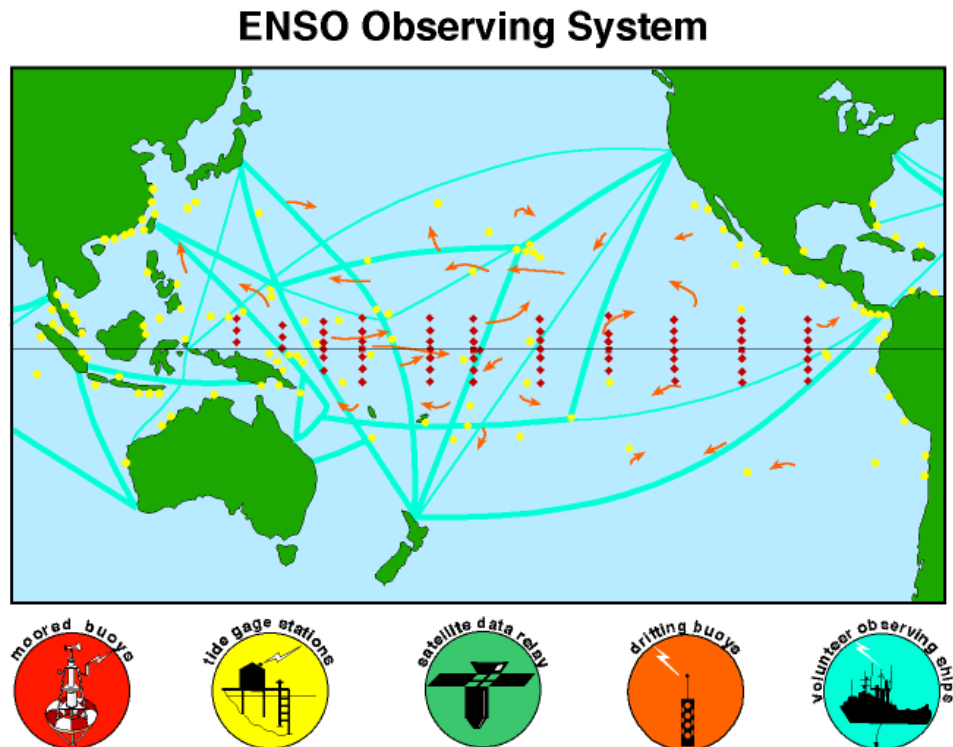 ENSO Observing System
moored buoys
tide gage stations
satellite data relay
drifting buoys
volunteer observing ships